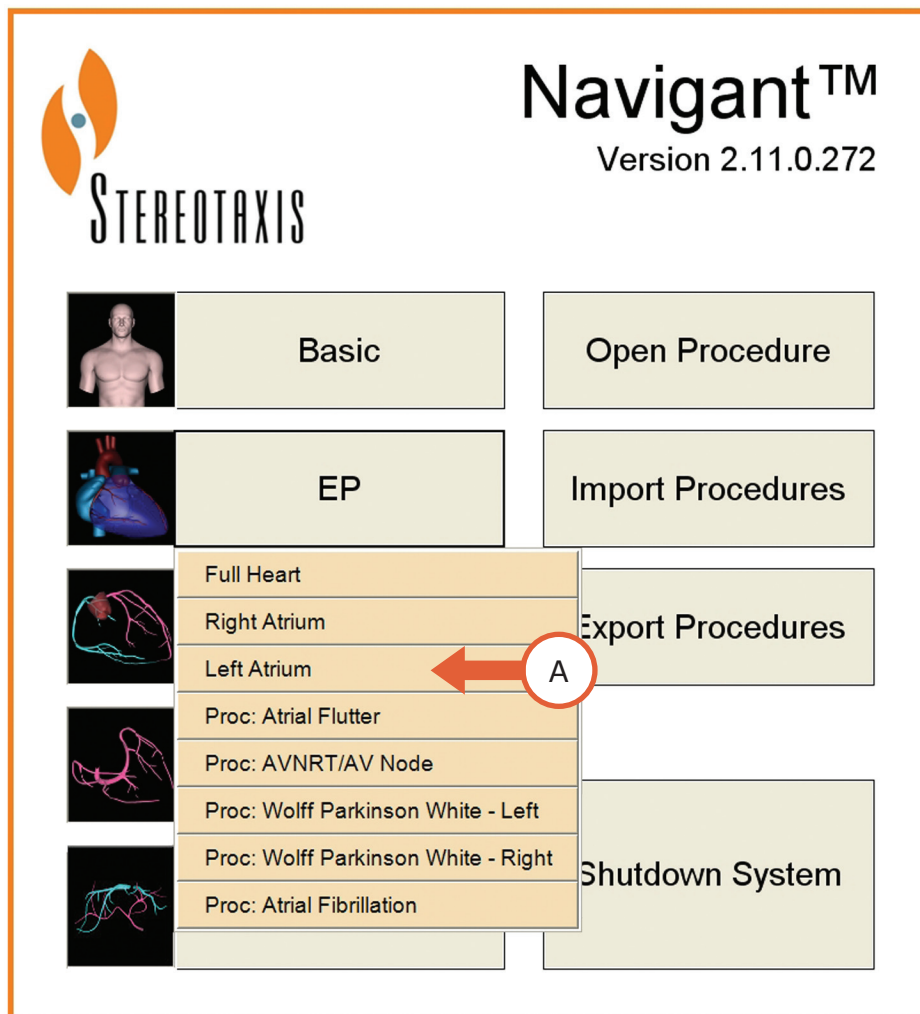 Navigant™
Version 2.11.0.272
STEREOTAXIS
Basic
Open Procedure
EP
Import Procedures
Full Heart
Right Atrium
Left Atrium
A
Export Procedures
Proc: Atrial Flutter
Proc: AVNRT/AV Node
Proc: Wolff Parkinson White - Left
Proc: Wolff Parkinson White - Right
Proc: Atrial Fibrillation
Shutdown System